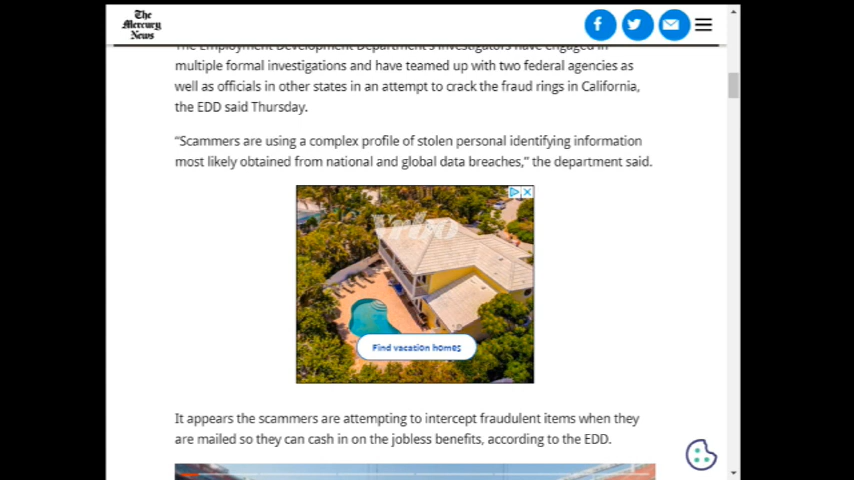 The
Mercury
News
The Employment Development Department's investigators have engaged in
multiple formal investigations and have teamed up with two federal agencies as
well as officials in other states in an attempt to crack the fraud rings in California,
the EDD said Thursday.
“Scammers are using a complex profile of stolen personal identifying information
most likely obtained from national and global data breaches,” the department said.
Vrbo
Find vacation homes
It appears the scammers are attempting to intercept fraudulent items when they
are mailed so they can cash in on the jobless benefits, according to the EDD.